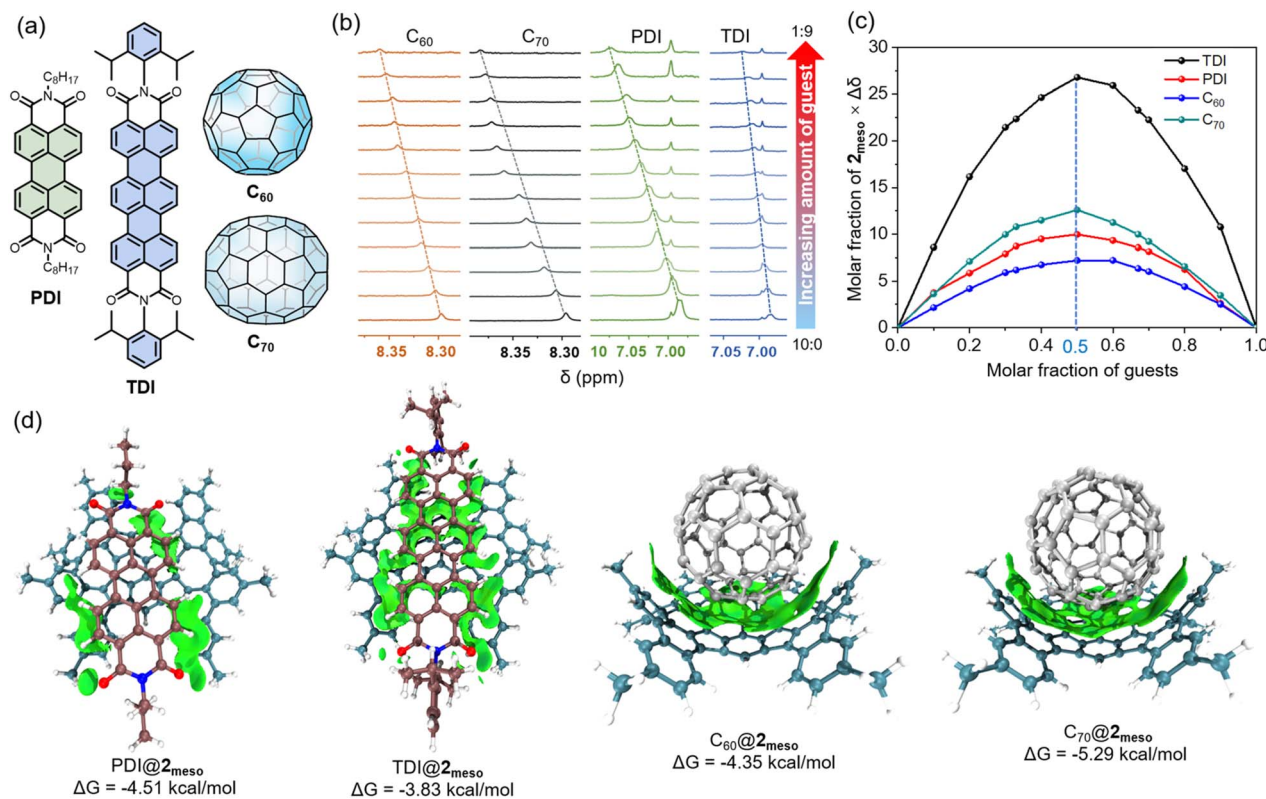 (a)
C₈H₁₇
O N O
O N O
C₈H₁₇
PDI
O N O
O N O
TDI
C₆₀
C₇₀
(b)
C₆₀ C₇₀ PDI TDI 1:9
Increasing amount of guest
10:0
8.35 8.30 8.35 8.30 10 7.05 7.00 7.05 7.00
δ (ppm)
(c)
Molar fraction of 2meso × Δδ
30
25
20
15
10
5
0
TDI
PDI
C₆₀
C₇₀
0.0 0.2 0.4 0.5 0.6 0.8 1.0
Molar fraction of guests
(d)
PDI@2meso
ΔG = -4.51 kcal/mol
TDI@2meso
ΔG = -3.83 kcal/mol
C₆₀@2meso
ΔG = -4.35 kcal/mol
C₇₀@2meso
ΔG = -5.29 kcal/mol